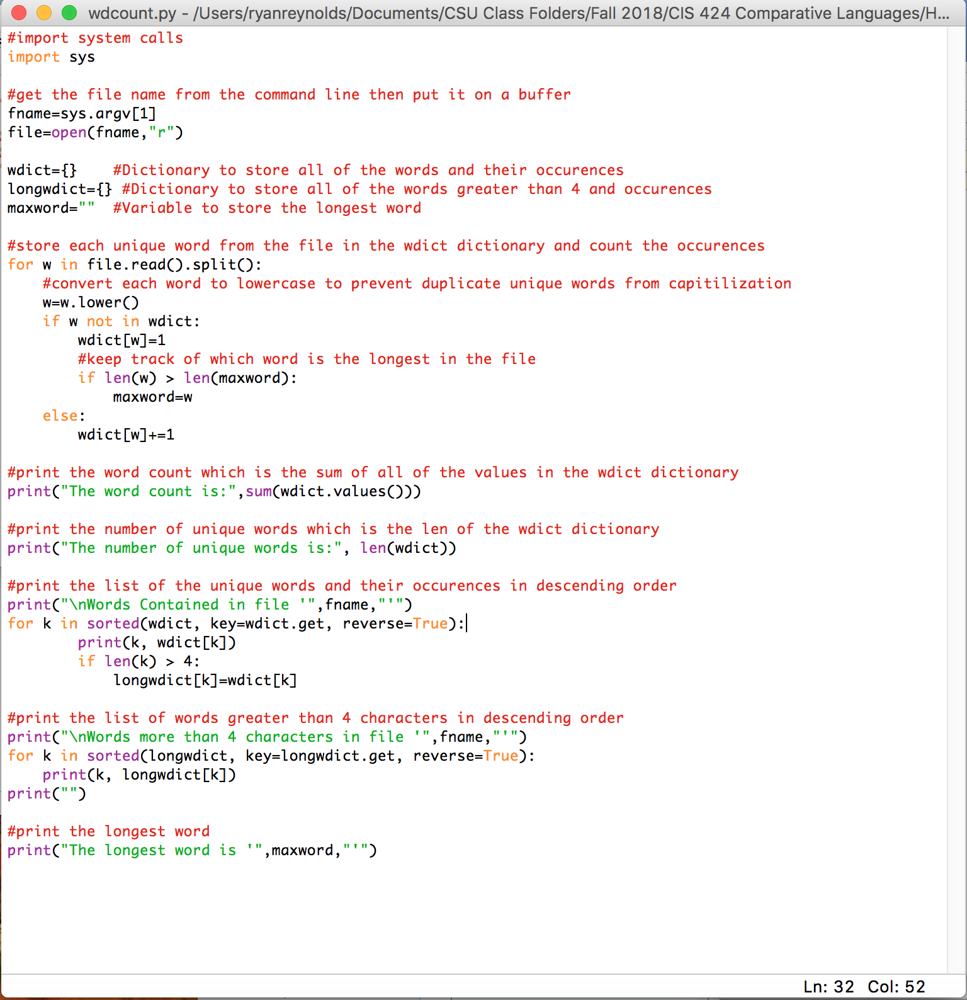 wdcount.py - /Users/ryanreynolds/Documents/CSU Class Folders/Fall 2018/CIS 424 Comparative Languages/H...
#import system calls
import sys

#get the file name from the command line then put it on a buffer
fname=sys.argv[1]
file=open(fname,"r")

wdict={}    #Dictionary to store all of the words and their occurences
longwdict={} #Dictionary to store all of the words greater than 4 and occurences
maxword=""  #Variable to store the longest word

#store each unique word from the file in the wdict dictionary and count the occurences
for w in file.read().split():
    #convert each word to lowercase to prevent duplicate unique words from capitilization
    w=w.lower()
    if w not in wdict:
        wdict[w]=1
        #keep track of which word is the longest in the file
        if len(w) > len(maxword):
            maxword=w
    else:
        wdict[w]+=1

#print the word count which is the sum of all of the values in the wdict dictionary
print("The word count is:",sum(wdict.values()))

#print the number of unique words which is the len of the wdict dictionary
print("The number of unique words is:", len(wdict))

#print the list of the unique words and their occurences in descending order
print("\nWords Contained in file '",fname,"'")
for k in sorted(wdict, key=wdict.get, reverse=True):
        print(k, wdict[k])
        if len(k) > 4:
            longwdict[k]=wdict[k]

#print the list of words greater than 4 characters in descending order
print("\nWords more than 4 characters in file '",fname,"'")
for k in sorted(longwdict, key=longwdict.get, reverse=True):
    print(k, longwdict[k])
print("")

#print the longest word
print("The longest word is '",maxword,"'")
Ln: 32 Col: 52